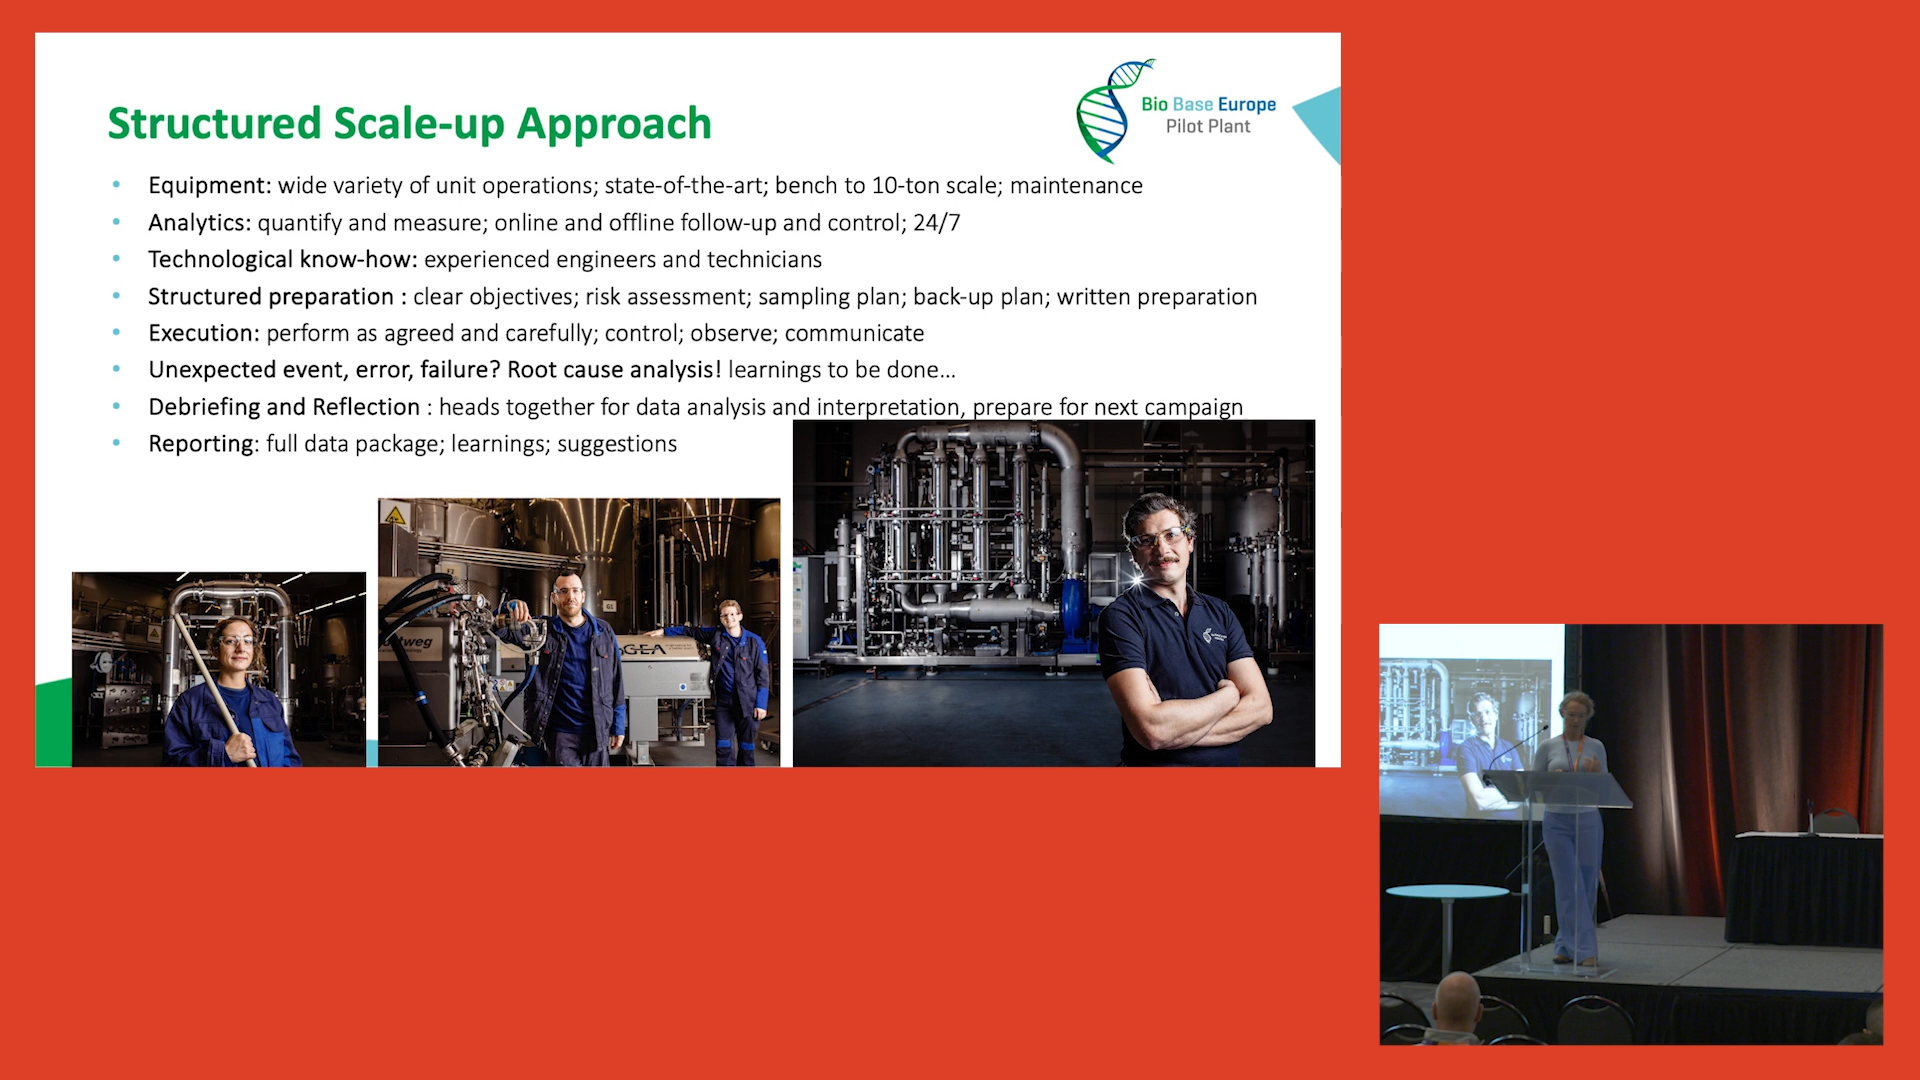 Structured Scale-up Approach
Bio Base Europe
Pilot Plant
• Equipment: wide variety of unit operations; state-of-the-art; bench to 10-ton scale; maintenance
• Analytics: quantify and measure; online and offline follow-up and control; 24/7
• Technological know-how: experienced engineers and technicians
• Structured preparation : clear objectives; risk assessment; sampling plan; back-up plan; written preparation
• Execution: perform as agreed and carefully; control; observe; communicate
• Unexpected event, error, failure? Root cause analysis! learnings to be done…
• Debriefing and Reflection : heads together for data analysis and interpretation, prepare for next campaign
• Reporting: full data package; learnings; suggestions
F2
G1
GEA